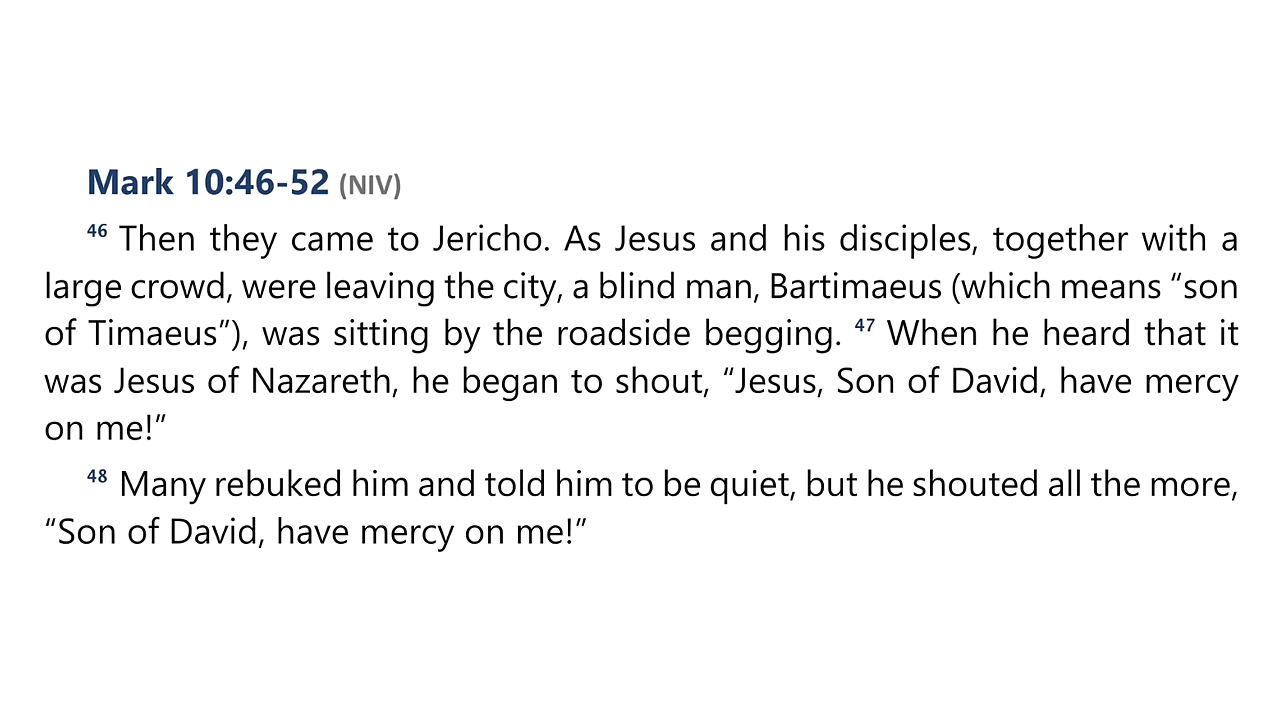 Mark 10:46-52 (NIV)
46 Then they came to Jericho. As Jesus and his disciples, together with a
large crowd, were leaving the city, a blind man, Bartimaeus (which means “son
of Timaeus”), was sitting by the roadside begging. 47 When he heard that it
was Jesus of Nazareth, he began to shout, “Jesus, Son of David, have mercy
on me!”
48 Many rebuked him and told him to be quiet, but he shouted all the more,
“Son of David, have mercy on me!”